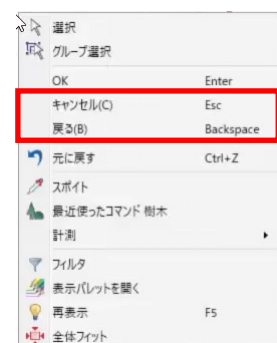 選択
グループ選択
OK Enter
キャンセル(C) Esc
戻る(B) Backspace
元に戻す Ctrl+Z
スポイト
最近使ったコマンド 樹木
計測
フィルタ
表示パレットを開く
再表示 F5
全体フィット